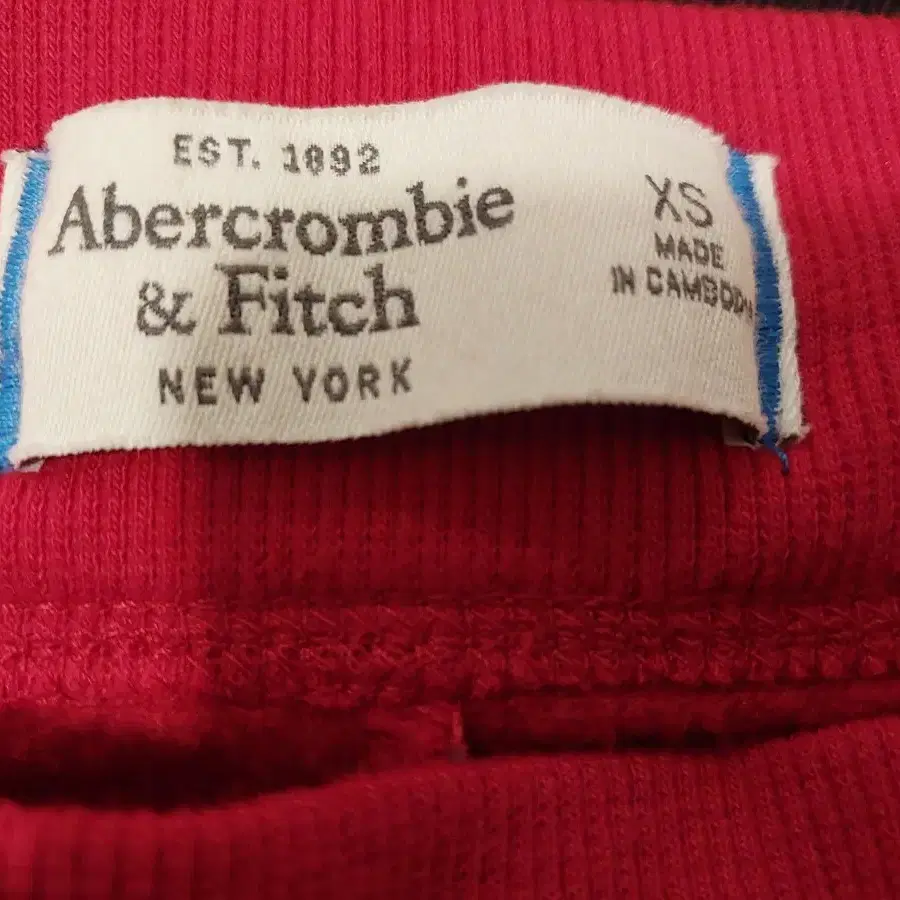 EST. 1892
Abercrombie
& Fitch
NEW YORK
XS
MADE
IN CAMBODIA